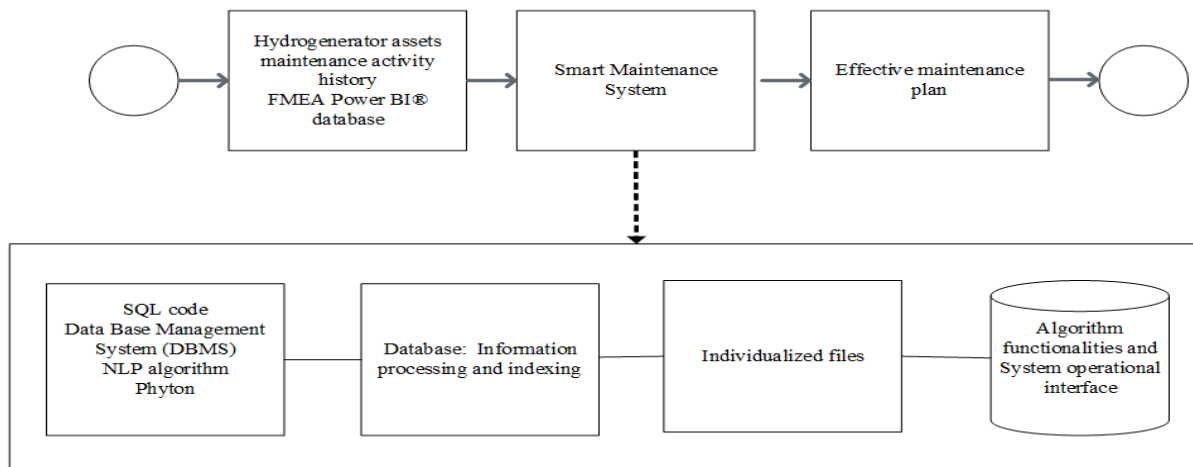 Hydrogenerator assets
maintenance activity
history
FMEA Power BI®
database
Smart Maintenance
System
Effective maintenance
plan
SQL code
Data Base Management
System (DBMS)
NLP algorithm
Phyton
Database: Information
processing and indexing
Individualized files
Algorithm
functionalities and
System operational
interface